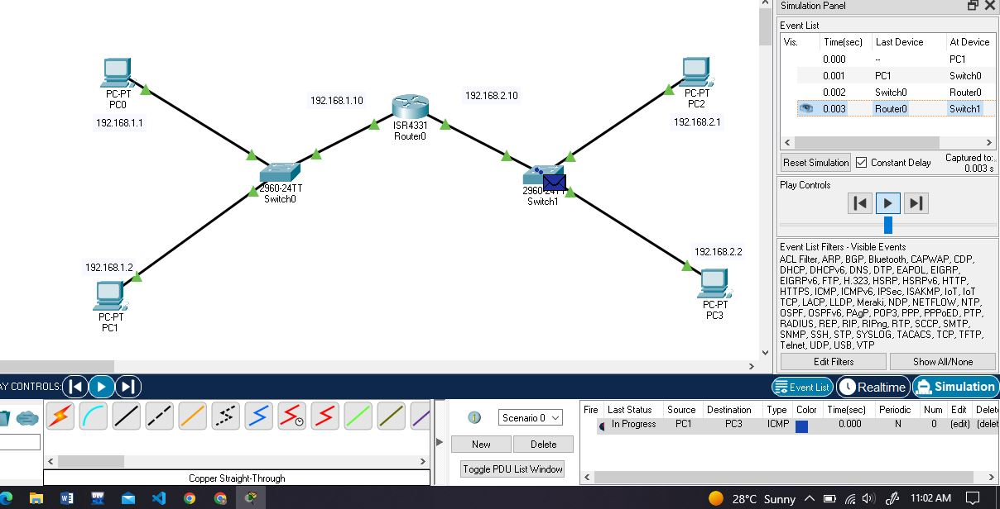 PC-PT
PC0
192.168.1.1
192.168.1.10
ISR4331
Router0
192.168.2.10
PC-PT
PC2
192.168.2.1
2960-24TT
Switch0
2960-24TT
Switch1
192.168.1.2
PC-PT
PC1
192.168.2.2
PC-PT
PC3
Simulation Panel
Event List
Vis. Time(sec) Last Device At Device
0.000 -- PC1
0.001 PC1 Switch0
0.002 Switch0 Router0
0.003 Router0 Switch1
Reset Simulation Constant Delay Captured to:
0.003 s
Play Controls
Event List Filters - Visible Events
ACL Filter, ARP, BGP, Bluetooth, CAPWAP, CDP,
DHCP, DHCPv6, DNS, DTP, EAPOL, EIGRP,
EIGRPv6, FTP, H.323, HSRP, HSRPv6, HTTP,
HTTPS, ICMP, ICMPv6, IPSec, ISAKMP, IoT, IoT
TCP, LACP, LLDP, Meraki, NDP, NETFLOW, NTP,
OSPF, OSPFv6, PAgP, POP3, PPP, PPPoED, PTP,
RADIUS, REP, RIP, RIPng, RTP, SCCP, SMTP,
SNMP, SSH, STP, SYSLOG, TACACS, TCP, TFTP,
Telnet, UDP, USB, VTP
Edit Filters Show All/None
AY CONTROLS: Event List Realtime Simulation
Scenario 0
New Delete
Toggle PDU List Window
Fire Last Status Source Destination Type Color Time(sec) Periodic Num Edit Delete
In Progress PC1 PC3 ICMP 0.000 N 0 (edit) (delet
Copper Straight-Through
28°C Sunny 11:02 AM